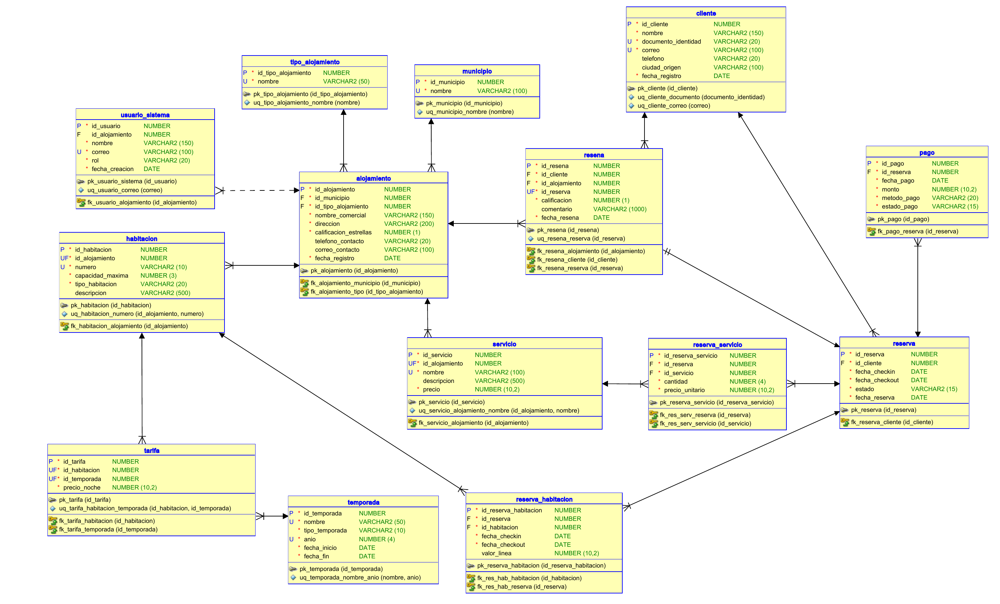 cliente
P * id_cliente NUMBER
* nombre VARCHAR2 (150)
U * documento_identidad VARCHAR2 (20)
U * correo VARCHAR2 (100)
telefono VARCHAR2 (20)
ciudad_origen VARCHAR2 (100)
* fecha_registro DATE
pk_cliente (id_cliente)
uq_cliente_documento (documento_identidad)
uq_cliente_correo (correo)
tipo_alojamiento
P * id_tipo_alojamiento NUMBER
U * nombre VARCHAR2 (50)
pk_tipo_alojamiento (id_tipo_alojamiento)
uq_tipo_alojamiento_nombre (nombre)
municipio
P * id_municipio NUMBER
U * nombre VARCHAR2 (100)
pk_municipio (id_municipio)
uq_municipio_nombre (nombre)
usuario_sistema
P * id_usuario NUMBER
F id_alojamiento NUMBER
* nombre VARCHAR2 (150)
U * correo VARCHAR2 (100)
* rol VARCHAR2 (20)
* fecha_creacion DATE
pk_usuario_sistema (id_usuario)
uq_usuario_correo (correo)
fk_usuario_alojamiento (id_alojamiento)
alojamiento
P * id_alojamiento NUMBER
F * id_municipio NUMBER
F * id_tipo_alojamiento NUMBER
* nombre_comercial VARCHAR2 (150)
* direccion VARCHAR2 (200)
* calificacion_estrellas NUMBER (1)
telefono_contacto VARCHAR2 (20)
correo_contacto VARCHAR2 (100)
* fecha_registro DATE
pk_alojamiento (id_alojamiento)
fk_alojamiento_municipio (id_municipio)
fk_alojamiento_tipo (id_tipo_alojamiento)
resena
P * id_resena NUMBER
F * id_cliente NUMBER
F * id_alojamiento NUMBER
UF* id_reserva NUMBER
* calificacion NUMBER (1)
comentario VARCHAR2 (1000)
* fecha_resena DATE
pk_resena (id_resena)
uq_resena_reserva (id_reserva)
fk_resena_alojamiento (id_alojamiento)
fk_resena_cliente (id_cliente)
fk_resena_reserva (id_reserva)
pago
P * id_pago NUMBER
F * id_reserva NUMBER
* fecha_pago DATE
* monto NUMBER (10,2)
* metodo_pago VARCHAR2 (20)
* estado_pago VARCHAR2 (15)
pk_pago (id_pago)
fk_pago_reserva (id_reserva)
habitacion
P * id_habitacion NUMBER
UF* id_alojamiento NUMBER
U * numero VARCHAR2 (10)
* capacidad_maxima NUMBER (3)
* tipo_habitacion VARCHAR2 (20)
descripcion VARCHAR2 (500)
pk_habitacion (id_habitacion)
uq_habitacion_numero (id_alojamiento, numero)
fk_habitacion_alojamiento (id_alojamiento)
servicio
P * id_servicio NUMBER
UF* id_alojamiento NUMBER
U * nombre VARCHAR2 (100)
descripcion VARCHAR2 (500)
* precio NUMBER (10,2)
pk_servicio (id_servicio)
uq_servicio_alojamiento_nombre (id_alojamiento, nombre)
fk_servicio_alojamiento (id_alojamiento)
reserva_servicio
P * id_reserva_servicio NUMBER
F * id_reserva NUMBER
F * id_servicio NUMBER
* cantidad NUMBER (4)
* precio_unitario NUMBER (10,2)
pk_reserva_servicio (id_reserva_servicio)
fk_res_serv_reserva (id_reserva)
fk_res_serv_servicio (id_servicio)
reserva
P * id_reserva NUMBER
F * id_cliente NUMBER
* fecha_checkin DATE
* fecha_checkout DATE
* estado VARCHAR2 (15)
* fecha_reserva DATE
pk_reserva (id_reserva)
fk_reserva_cliente (id_cliente)
tarifa
P * id_tarifa NUMBER
UF* id_habitacion NUMBER
UF* id_temporada NUMBER
* precio_noche NUMBER (10,2)
pk_tarifa (id_tarifa)
uq_tarifa_habitacion_temporada (id_habitacion, id_temporada)
fk_tarifa_habitacion (id_habitacion)
fk_tarifa_temporada (id_temporada)
temporada
P * id_temporada NUMBER
U * nombre VARCHAR2 (50)
* tipo_temporada VARCHAR2 (10)
U * anio NUMBER (4)
* fecha_inicio DATE
* fecha_fin DATE
pk_temporada (id_temporada)
uq_temporada_nombre_anio (nombre, anio)
reserva_habitacion
P * id_reserva_habitacion NUMBER
F * id_reserva NUMBER
F * id_habitacion NUMBER
* fecha_checkin DATE
* fecha_checkout DATE
valor_linea NUMBER (10,2)
pk_reserva_habitacion (id_reserva_habitacion)
fk_res_hab_habitacion (id_habitacion)
fk_res_hab_reserva (id_reserva)